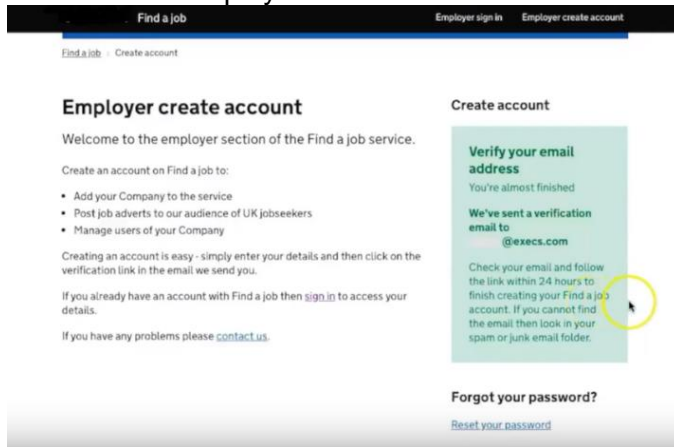 Find a job
Employer sign in
Employer create account
Find a job
Create account
Employer create account
Welcome to the employer section of the Find a job service.
Create an account on Find a job to:
• Add your Company to the service
• Post job adverts to our audience of UK jobseekers
• Manage users of your Company
Creating an account is easy - simply enter your details and then click on the
verification link in the email we send you.
If you already have an account with Find a job then sign in to access your
details.
If you have any problems please contact us.
Create account
Verify your email
address
You're almost finished
We've sent a verification
email to
@execs.com
Check your email and follow
the link within 24 hours to
finish creating your Find a job
account. If you cannot find
the email then look in your
spam or junk email folder.
Forgot your password?
Reset your password